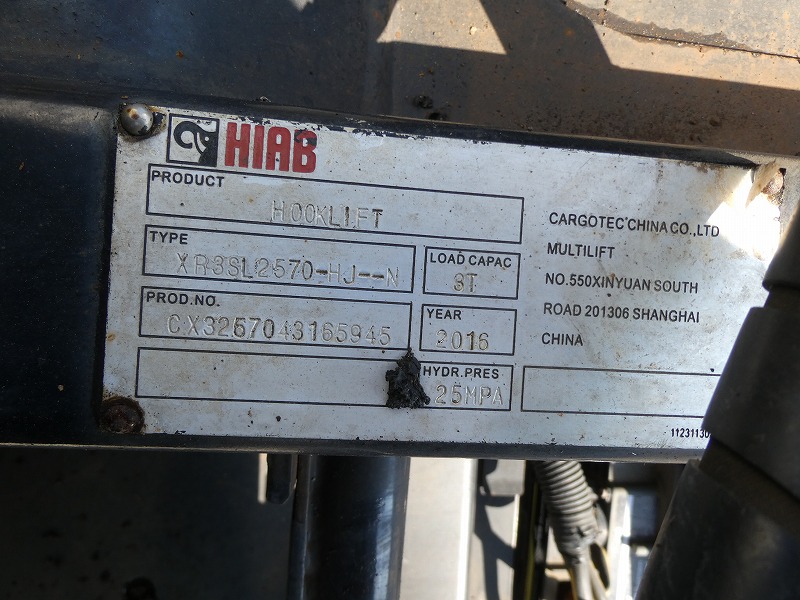 HIAB
PRODUCT
HOOKLIFT
TYPE
XR3SL2570-HJ--N
LOAD CAPAC
3T
PROD.NO.
CX3257043165945
YEAR
2016
HYDR.PRES
25MPA
CARGOTEC CHINA CO.,LTD
MULTILIFT
NO.550XINYUAN SOUTH
ROAD 201306 SHANGHAI
CHINA